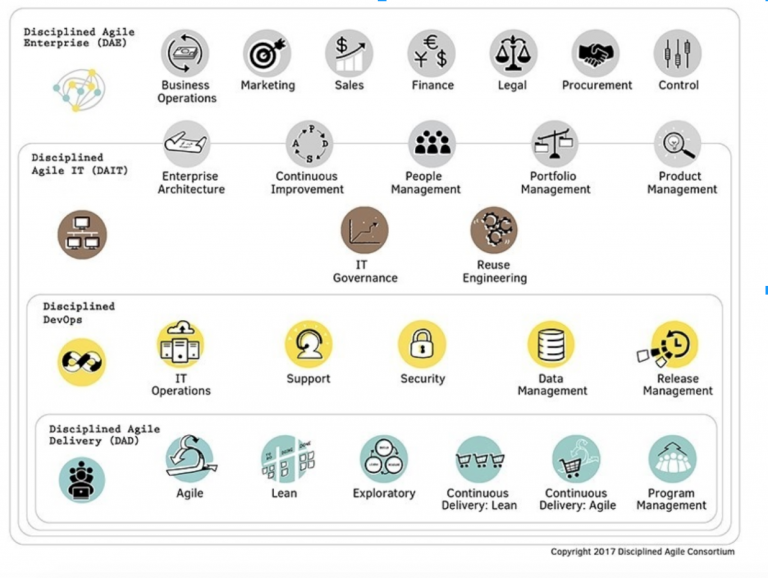 Disciplined Agile
Enterprise (DAE)
$
€
¥ $
Business
Operations
Marketing
Sales
Finance
Legal
Procurement
Control
Disciplined
Agile IT (DAIT)
P
A D
S
Enterprise
Architecture
Continuous
Improvement
People
Management
Portfolio
Management
Product
Management
IT
Governance
Reuse
Engineering
Disciplined
DevOps
IT
Operations
Support
Security
Data
Management
Release
Management
Disciplined Agile
Delivery (DAD)
Agile
Lean
Exploratory
Continuous
Delivery: Lean
Continuous
Delivery: Agile
Program
Management
Copyright 2017 Disciplined Agile Consortium